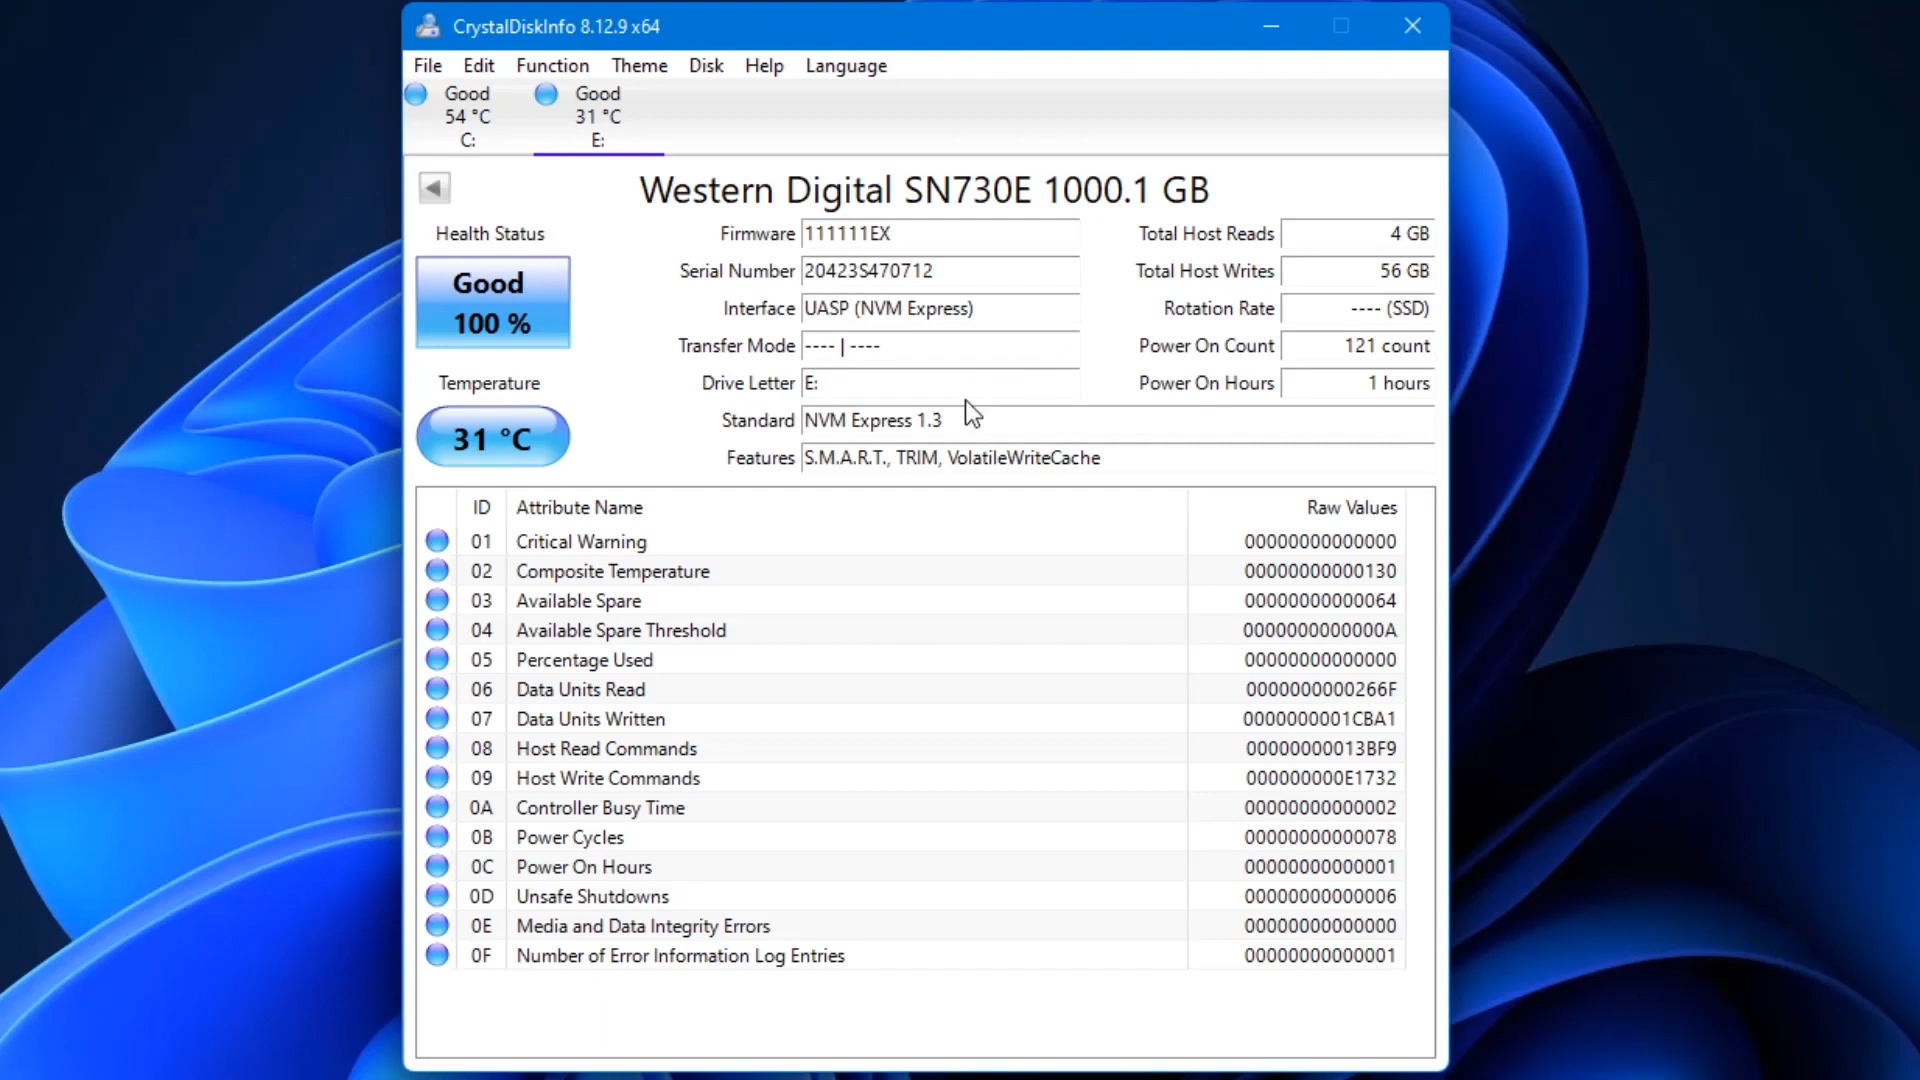 CrystalDiskInfo 8.12.9 x64
File Edit Function Theme Disk Help Language
Good Good
54 °C 31 °C
C: E:
Western Digital SN730E 1000.1 GB
Health Status
Good
100 %
Temperature
31 °C
Firmware 111111EX
Serial Number 20423S470712
Interface UASP (NVM Express)
Transfer Mode ---- | ----
Drive Letter E:
Standard NVM Express 1.3
Features S.M.A.R.T., TRIM, VolatileWriteCache
Total Host Reads 4 GB
Total Host Writes 56 GB
Rotation Rate ---- (SSD)
Power On Count 121 count
Power On Hours 1 hours
ID Attribute Name Raw Values
01 Critical Warning 00000000000000
02 Composite Temperature 00000000000130
03 Available Spare 00000000000064
04 Available Spare Threshold 0000000000000A
05 Percentage Used 00000000000000
06 Data Units Read 0000000000266F
07 Data Units Written 0000000001CBA1
08 Host Read Commands 00000000013BF9
09 Host Write Commands 000000000E1732
0A Controller Busy Time 00000000000002
0B Power Cycles 00000000000078
0C Power On Hours 00000000000001
0D Unsafe Shutdowns 00000000000006
0E Media and Data Integrity Errors 00000000000000
0F Number of Error Information Log Entries 00000000000001